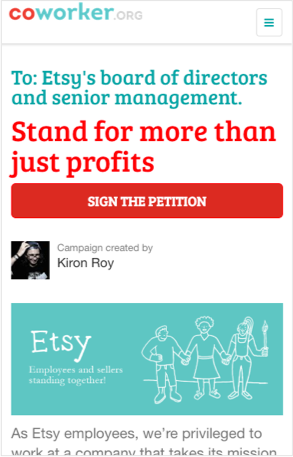 coworker.ORG
To: Etsy's board of directors
and senior management.
Stand for more than
just profits
SIGN THE PETITION
Campaign created by
Kiron Roy
Etsy
Employees and sellers
standing together!
As Etsy employees, we're privileged to
work at a company that takes its mission